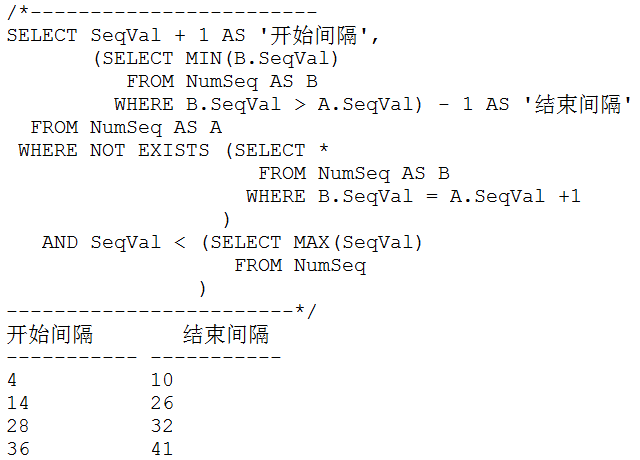 /*------------------------
SELECT SeqVal + 1 AS '开始间隔',
       (SELECT MIN(B.SeqVal)
          FROM NumSeq AS B
         WHERE B.SeqVal > A.SeqVal) - 1 AS '结束间隔'
  FROM NumSeq AS A
 WHERE NOT EXISTS (SELECT *
                     FROM NumSeq AS B
                    WHERE B.SeqVal = A.SeqVal +1
                  )
   AND SeqVal < (SELECT MAX(SeqVal)
                   FROM NumSeq
                )
------------------------*/
开始间隔        结束间隔
----------- -----------
4           10
14          26
28          32
36          41